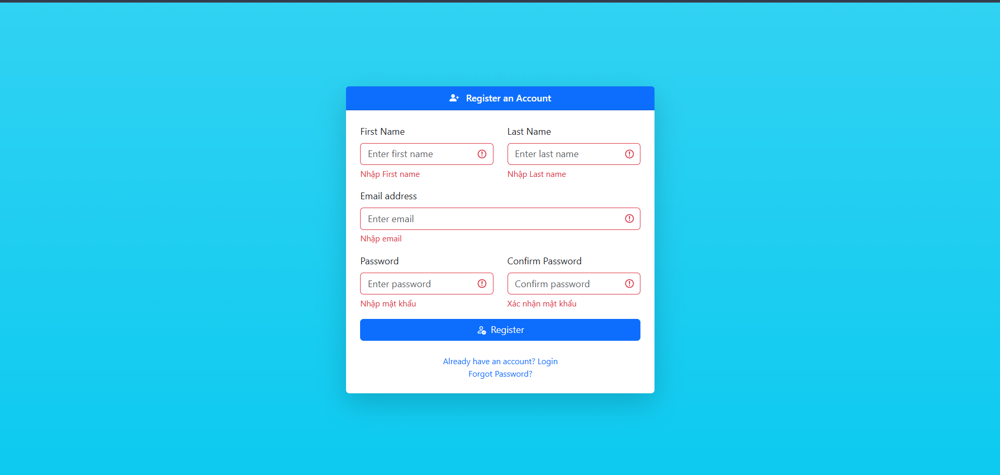 Register an Account
First Name
Last Name
Enter first name
Enter last name
Nhập First name
Nhập Last name
Email address
Enter email
Nhập email
Password
Confirm Password
Enter password
Confirm password
Nhập mật khẩu
Xác nhận mật khẩu
Register
Already have an account? Login
Forgot Password?